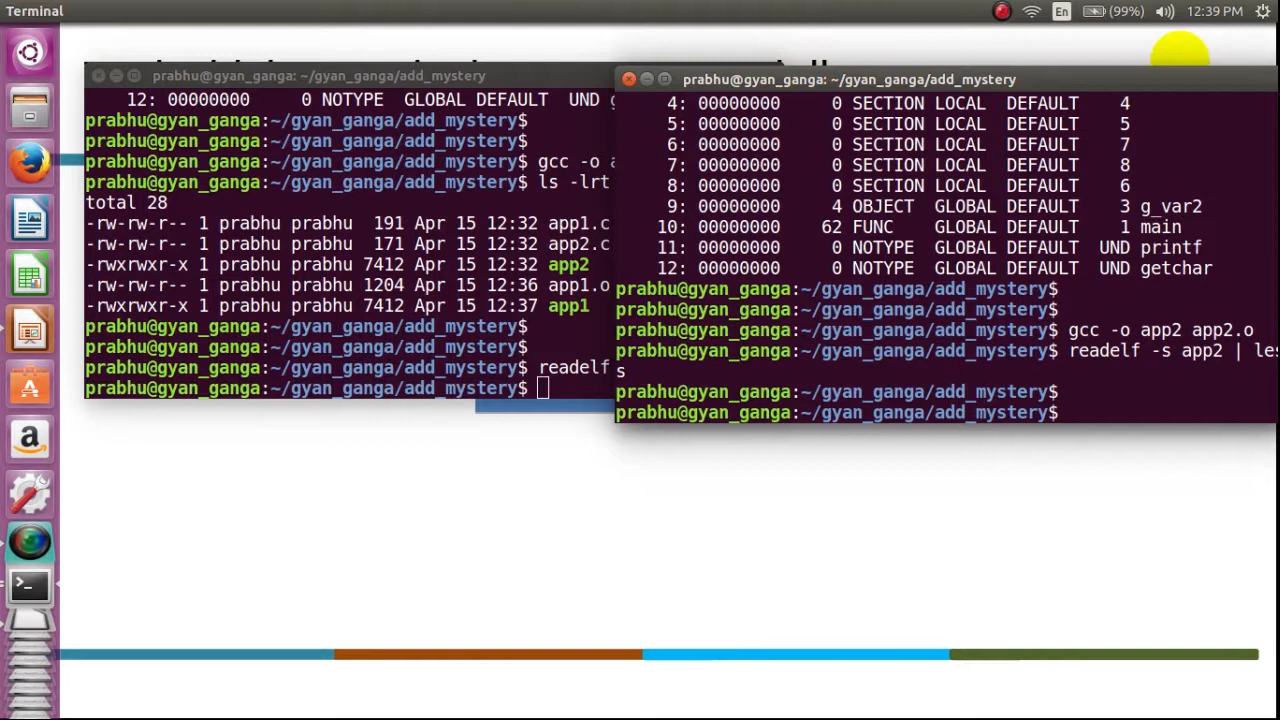 Terminal
En
(99%)
12:39 PM
prabhu@gyan_ganga: ~/gyan_ganga/add_mystery
12: 00000000 0 NOTYPE GLOBAL DEFAULT UND g
prabhu@gyan_ganga:~/gyan_ganga/add_mystery$
prabhu@gyan_ganga:~/gyan_ganga/add_mystery$
prabhu@gyan_ganga:~/gyan_ganga/add_mystery$ gcc -o a
prabhu@gyan_ganga:~/gyan_ganga/add_mystery$ ls -lrt
total 28
-rw-rw-r-- 1 prabhu prabhu 191 Apr 15 12:32 app1.c
-rw-rw-r-- 1 prabhu prabhu 171 Apr 15 12:32 app2.c
-rwxrwxr-x 1 prabhu prabhu 7412 Apr 15 12:32 app2
-rw-rw-r-- 1 prabhu prabhu 1204 Apr 15 12:36 app1.o
-rwxrwxr-x 1 prabhu prabhu 7412 Apr 15 12:37 app1
prabhu@gyan_ganga:~/gyan_ganga/add_mystery$
prabhu@gyan_ganga:~/gyan_ganga/add_mystery$
prabhu@gyan_ganga:~/gyan_ganga/add_mystery$ readelf
prabhu@gyan_ganga:~/gyan_ganga/add_mystery$
prabhu@gyan_ganga: ~/gyan_ganga/add_mystery
4: 00000000 0 SECTION LOCAL DEFAULT 4
5: 00000000 0 SECTION LOCAL DEFAULT 5
6: 00000000 0 SECTION LOCAL DEFAULT 7
7: 00000000 0 SECTION LOCAL DEFAULT 8
8: 00000000 0 SECTION LOCAL DEFAULT 6
9: 00000000 4 OBJECT GLOBAL DEFAULT 3 g_var2
10: 00000000 62 FUNC GLOBAL DEFAULT 1 main
11: 00000000 0 NOTYPE GLOBAL DEFAULT UND printf
12: 00000000 0 NOTYPE GLOBAL DEFAULT UND getchar
prabhu@gyan_ganga:~/gyan_ganga/add_mystery$
prabhu@gyan_ganga:~/gyan_ganga/add_mystery$
prabhu@gyan_ganga:~/gyan_ganga/add_mystery$ gcc -o app2 app2.o
prabhu@gyan_ganga:~/gyan_ganga/add_mystery$ readelf -s app2 | les
s
prabhu@gyan_ganga:~/gyan_ganga/add_mystery$
prabhu@gyan_ganga:~/gyan_ganga/add_mystery$